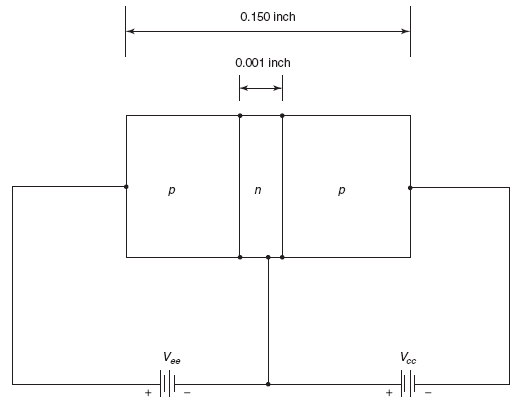 0.150 inch
0.001 inch
p n p
Vee Vcc
+ − + −